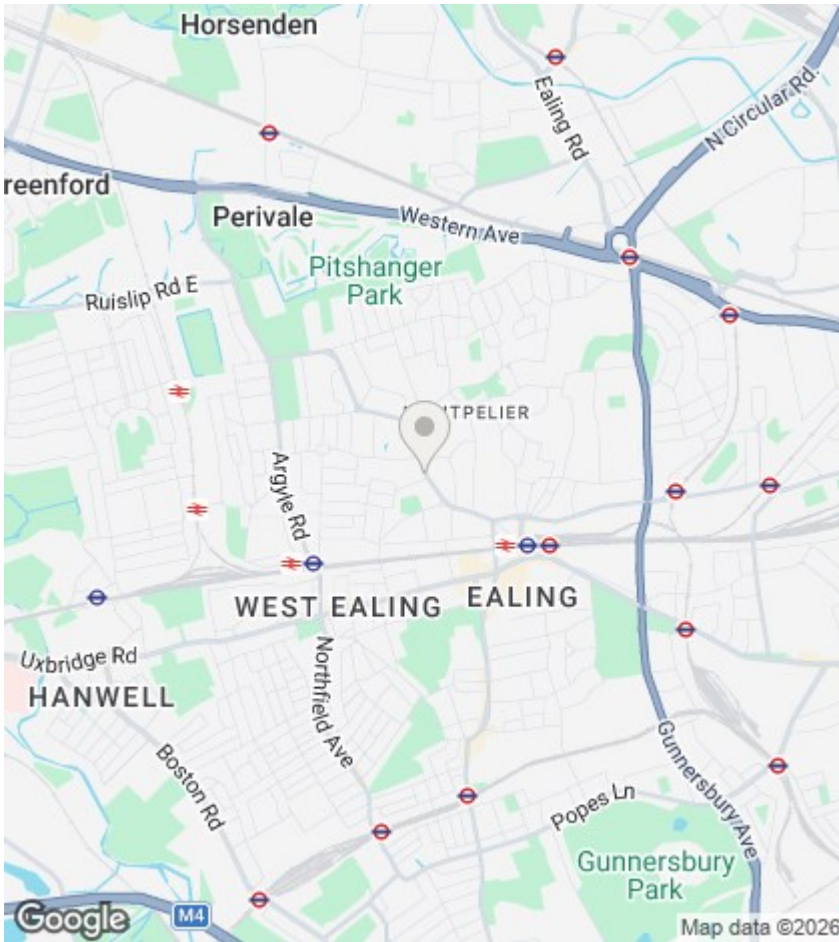 Horsenden
Ealing Rd
N Circular Rd.
reenford
Perivale
Western Ave
Pitshanger
Park
Ruislip Rd E
Argyle Rd
WEST EALING
EALING
Uxbridge Rd
HANWELL
Northfield Ave
Boston Rd
Gunnersbury Ave
Popes Ln
Gunnersbury
Park
Google
M4
Map data ©2026